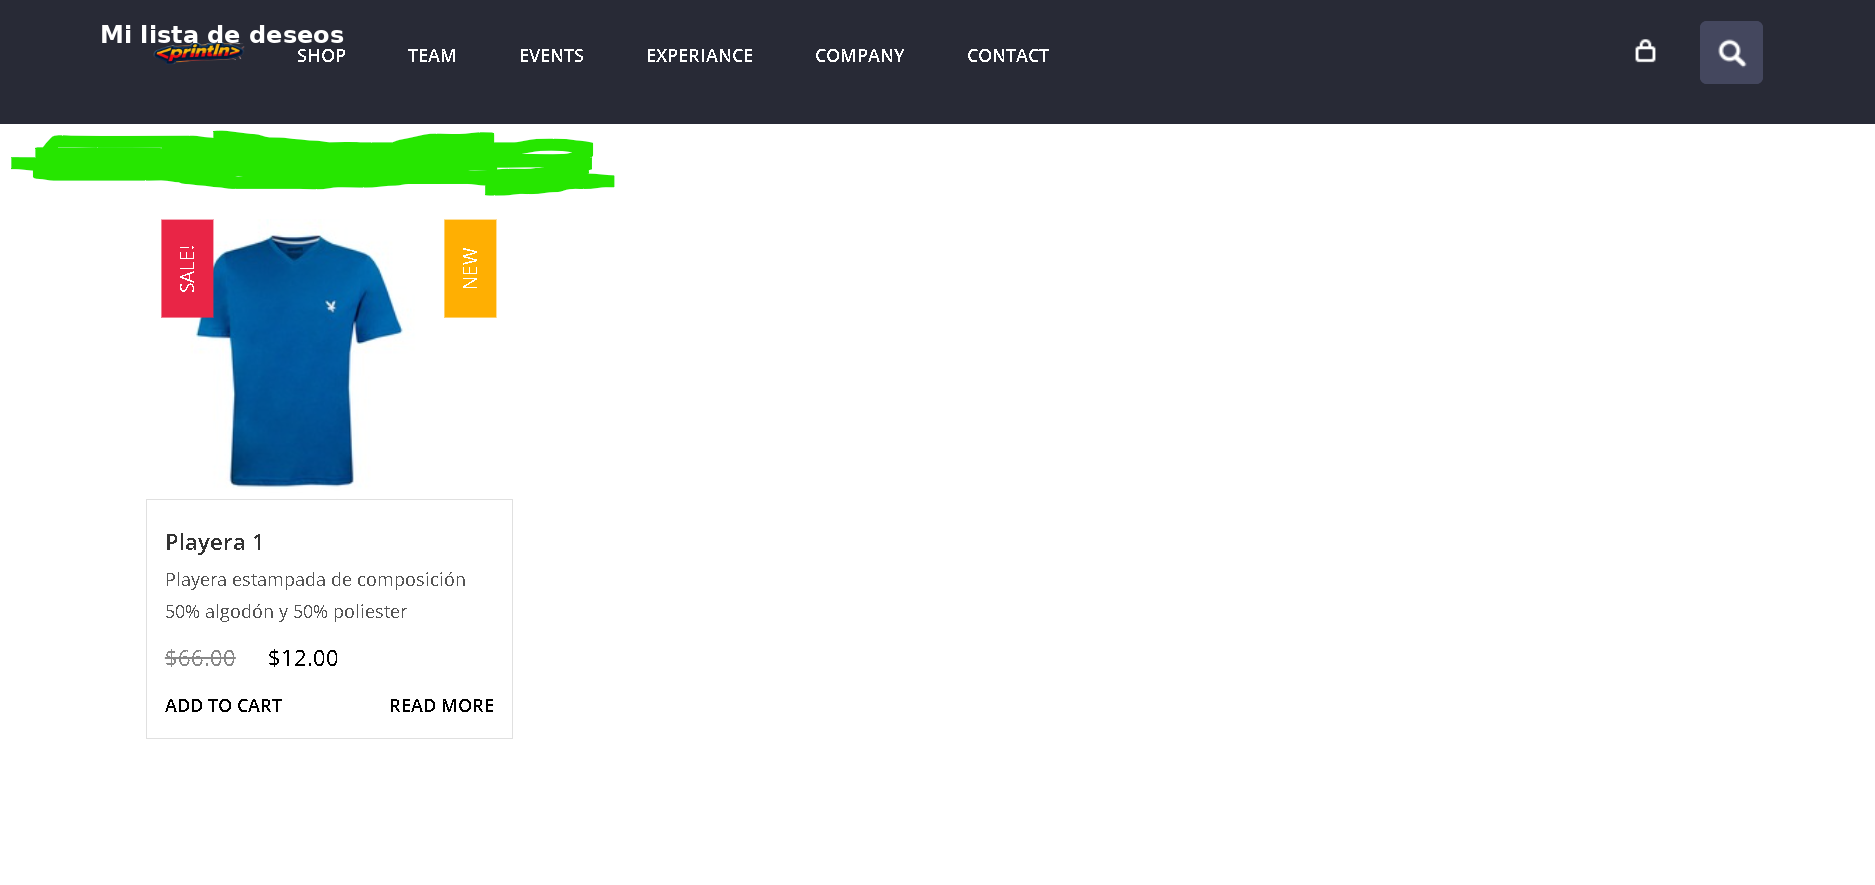 Mi lista de deseos
<println>
SHOP TEAM EVENTS EXPERIANCE COMPANY CONTACT
SALE!
NEW
Playera 1
Playera estampada de composición
50% algodón y 50% poliester
$66.00 $12.00
ADD TO CART READ MORE